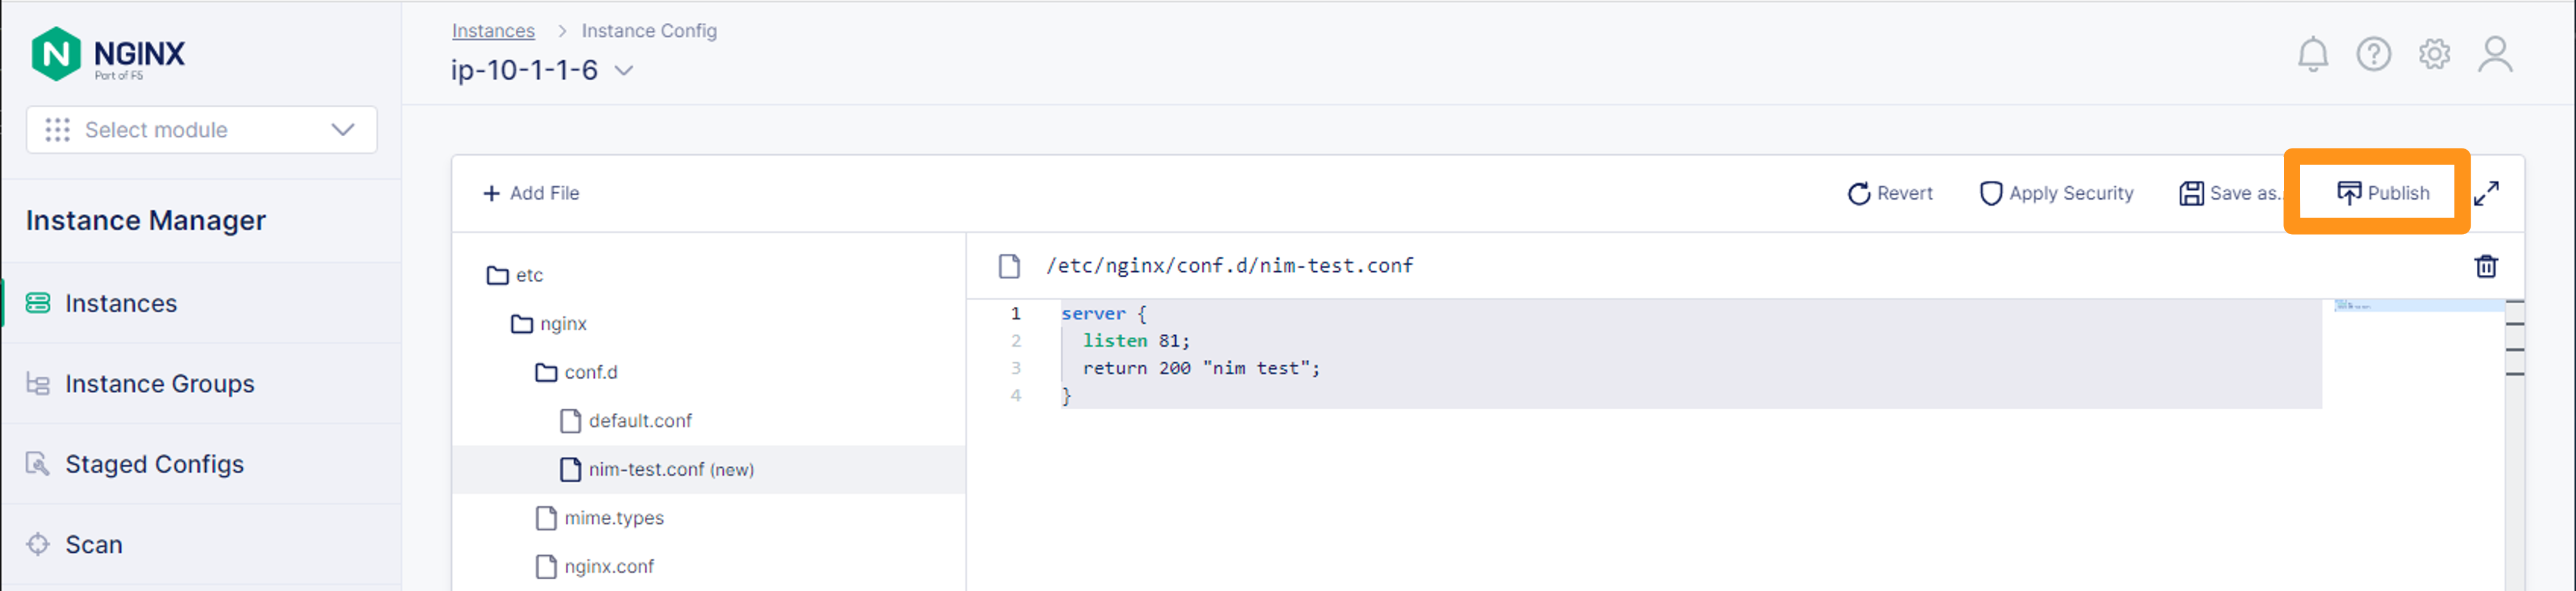 NGINX
Part of F5
Select module
Instance Manager
Instances
Instance Groups
Staged Configs
Scan
Instances > Instance Config
ip-10-1-1-6
+ Add File
Revert
Apply Security
Save as..
Publish
etc
nginx
conf.d
default.conf
nim-test.conf (new)
mime.types
nginx.conf
/etc/nginx/conf.d/nim-test.conf
1 server {
2 listen 81;
3 return 200 "nim test";
4 }